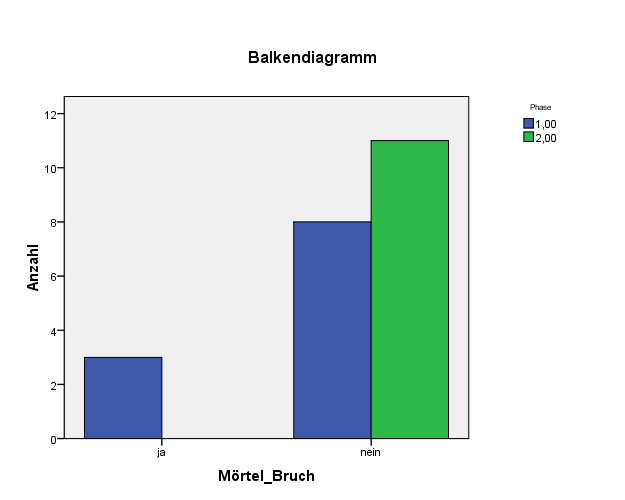 Balkendiagramm
Phase
1,00
2,00
12
10
8
6
4
2
0
Anzahl
ja
nein
Mörtel_Bruch